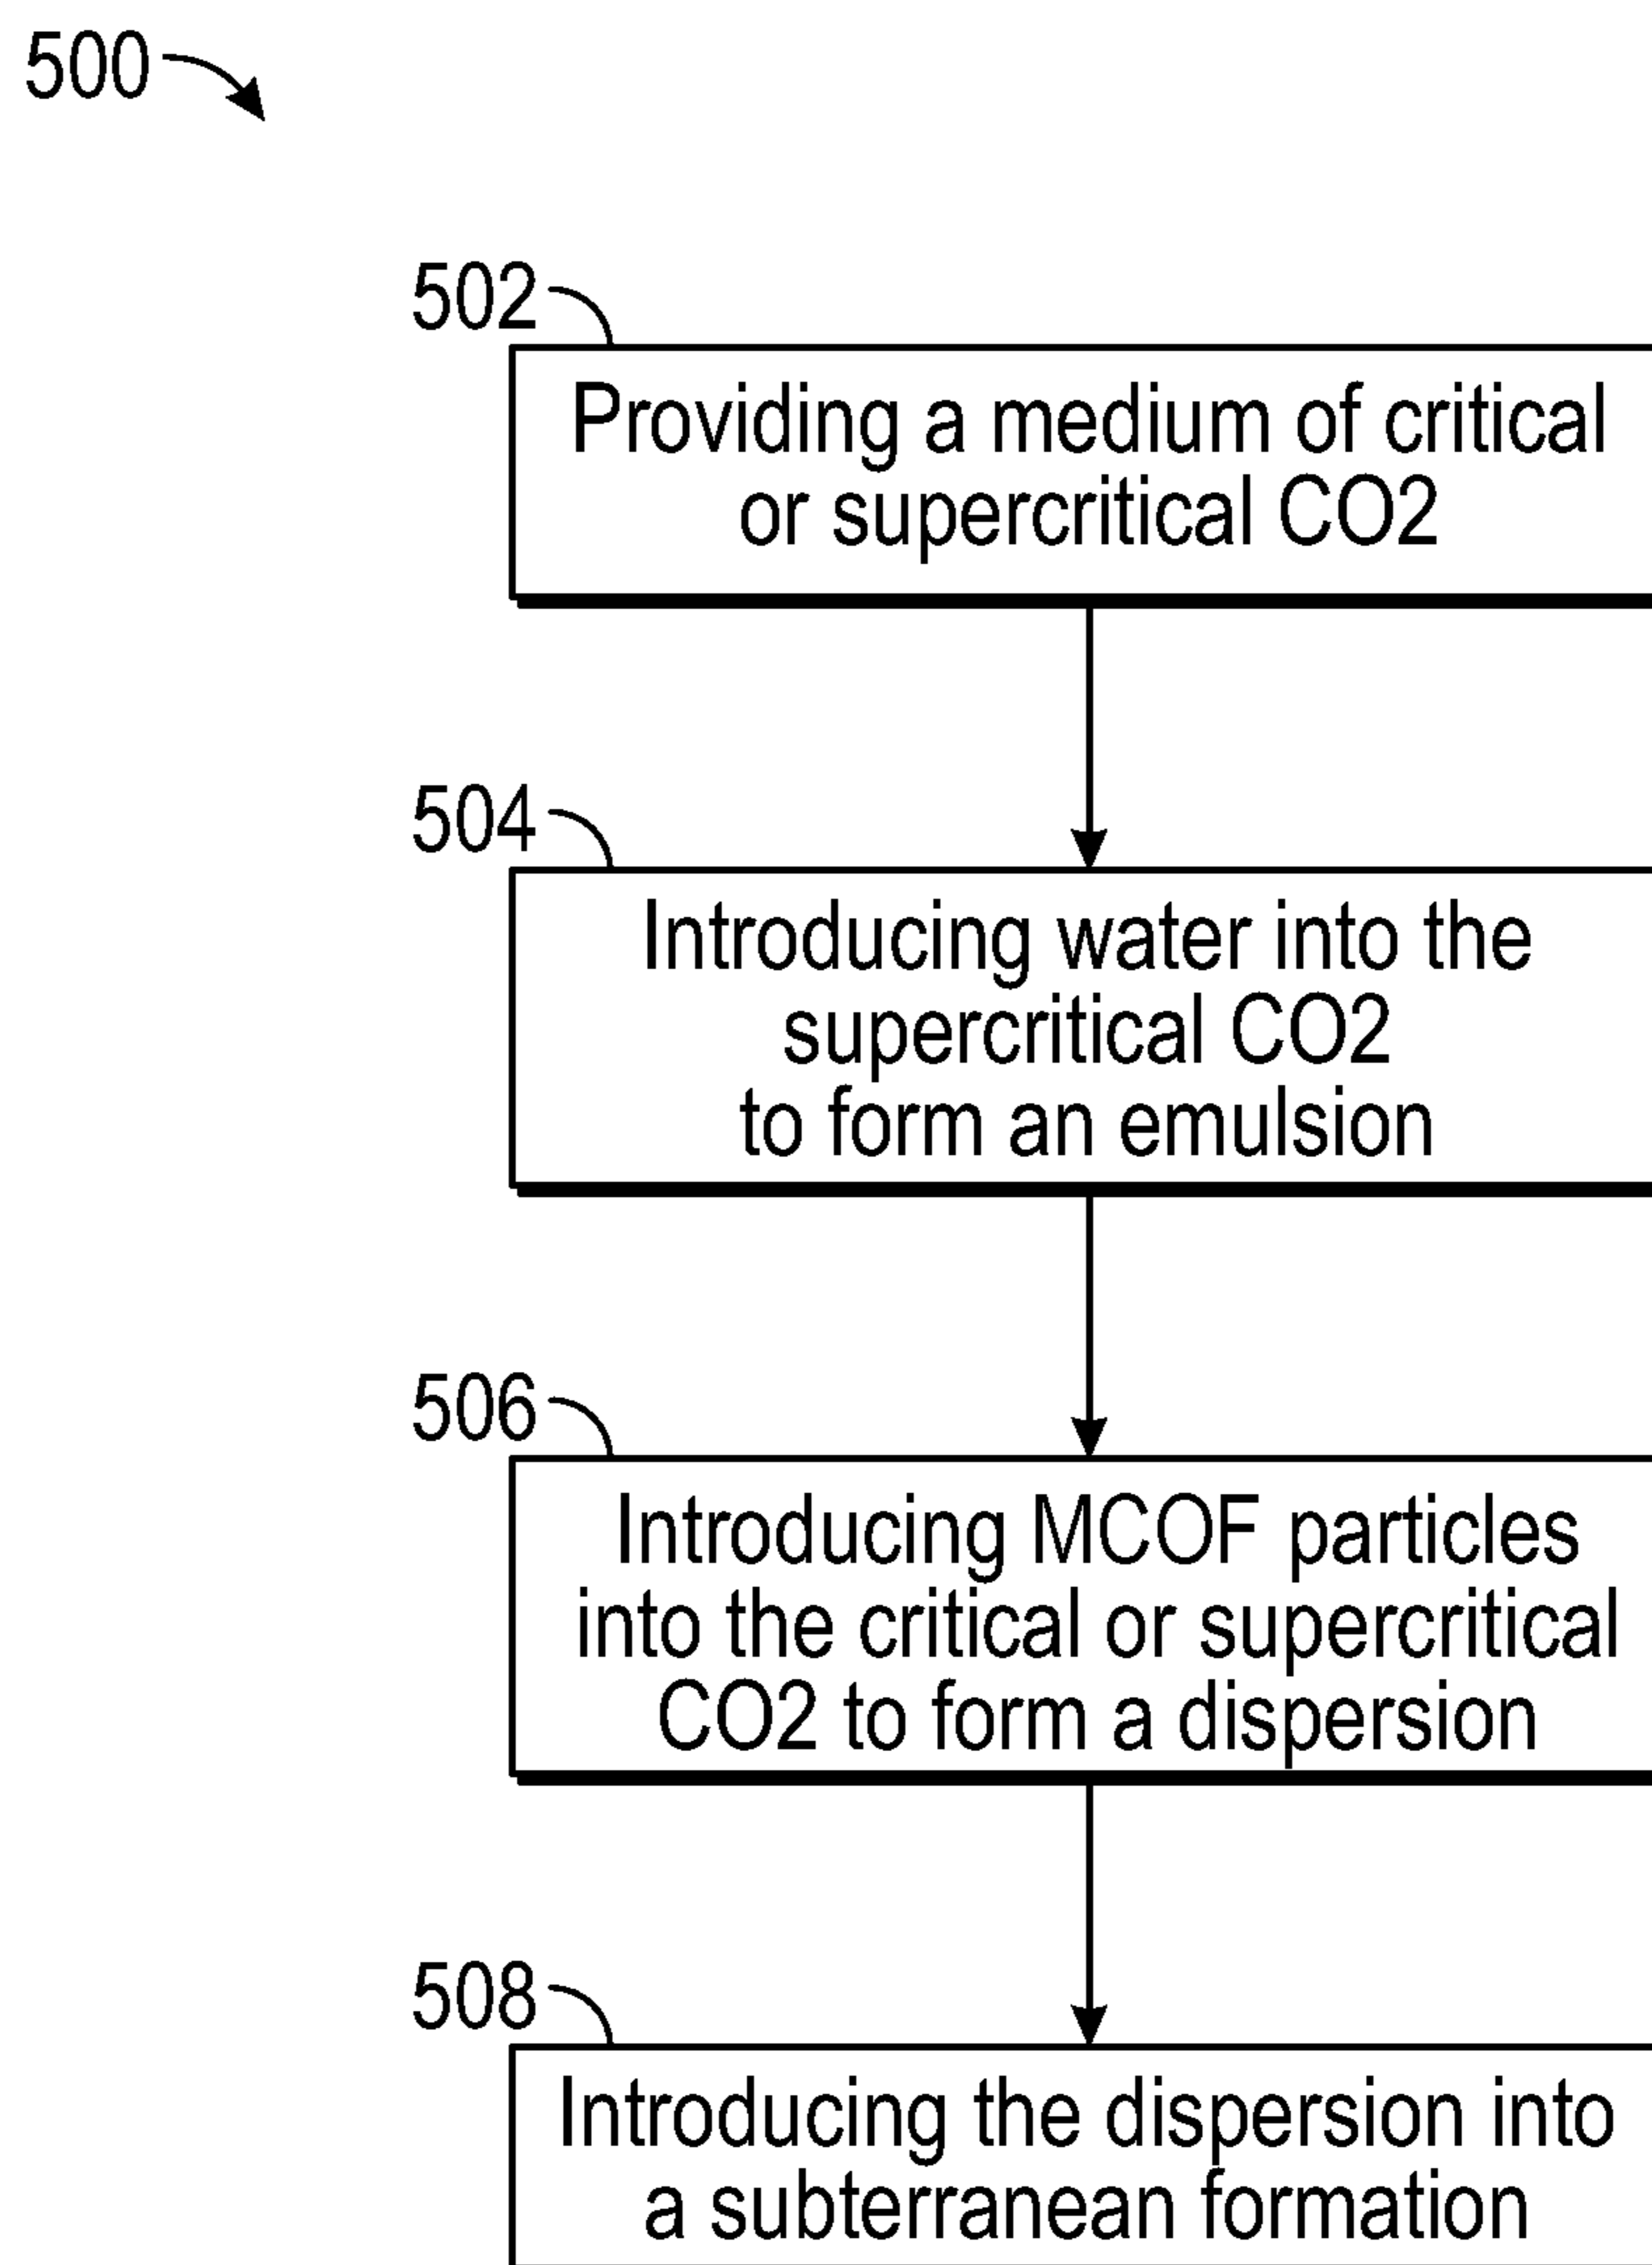 500
502
Providing a medium of critical
or supercritical CO2
504
Introducing water into the
supercritical CO2
to form an emulsion
506
Introducing MCOF particles
into the critical or supercritical
CO2 to form a dispersion
508
Introducing the dispersion into
a subterranean formation